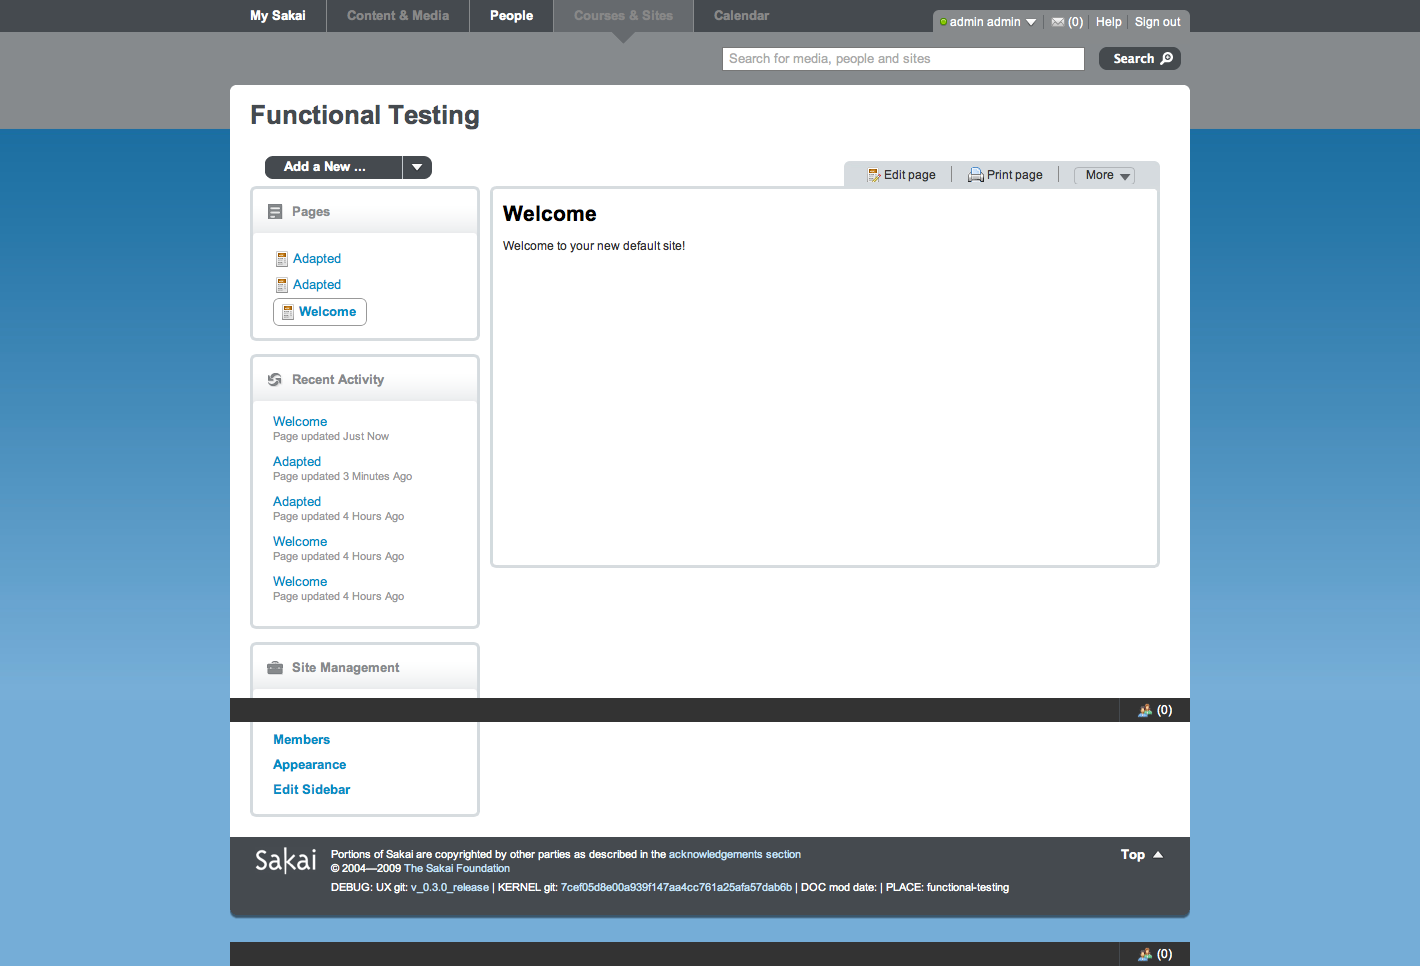 My Sakai
Content & Media
People
Courses & Sites
Calendar
admin admin
(0)
Help
Sign out
Search for media, people and sites
Search
Functional Testing
Add a New ...
Edit page
Print page
More
Pages
Adapted
Adapted
Welcome
Welcome
Welcome to your new default site!
Recent Activity
Welcome
Page updated Just Now
Adapted
Page updated 3 Minutes Ago
Adapted
Page updated 4 Hours Ago
Welcome
Page updated 4 Hours Ago
Welcome
Page updated 4 Hours Ago
Site Management
(0)
Members
Appearance
Edit Sidebar
Sakai
Portions of Sakai are copyrighted by other parties as described in the acknowledgements section
© 2004—2009 The Sakai Foundation
DEBUG: UX git: v_0.3.0_release | KERNEL git: 7cef05d8e00a939f147aa4cc761a25afa57dab6b | DOC mod date: | PLACE: functional-testing
Top
(0)